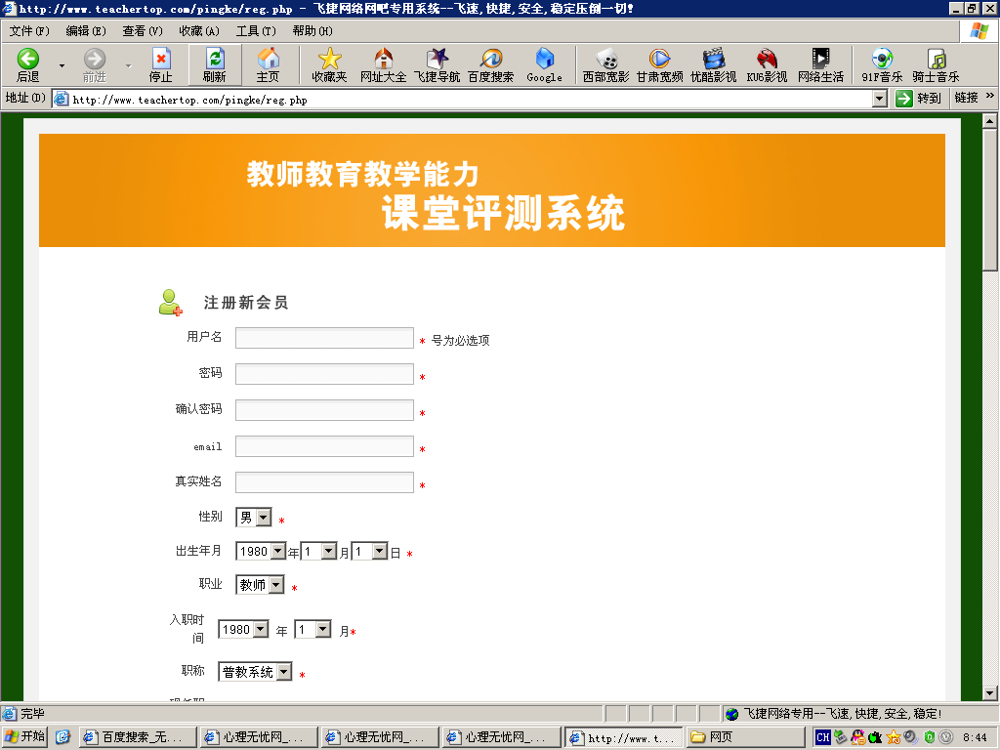 http://www.teachertop.com/pingke/reg.php - 飞捷网络网吧专用系统--飞速,快捷,安全,稳定压倒一切!
文件(F) 编辑(E) 查看(V) 收藏(A) 工具(T) 帮助(H)
后退 前进 停止 刷新 主页 收藏夹 网址大全 飞捷导航 百度搜索 Google 西部宽影 甘肃宽频 优酷影视 KU6影视 网络生活 91F音乐 骑士音乐
地址(D) http://www.teachertop.com/pingke/reg.php 转到 链接 »
教师教育教学能力
课堂评测系统
注册新会员
用户名 * 号为必选项
密码 *
确认密码 *
email *
真实姓名 *
性别 男 *
出生年月 1980 年 1 月 1 日 *
职业 教师 *
入职时
间 1980 年 1 月*
职称 普教系统 *
完毕 飞捷网络专用--飞速,快捷,安全,稳定!
开始 百度搜索_无... 心理无忧网_... 心理无忧网_... 心理无忧网_... http://www.t... 网页 CH 8:44